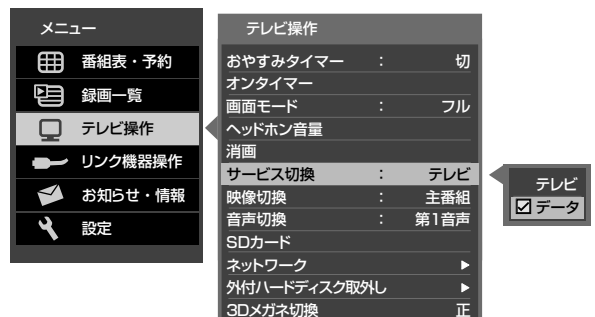 メニュー
番組表・予約
録画一覧
テレビ操作
リンク機器操作
お知らせ・情報
設定
テレビ操作
おやすみタイマー : 切
オンタイマー
画面モード : フル
ヘッドホン音量
消画
サービス切換 : テレビ
映像切換 : 主番組
音声切換 : 第1音声
SDカード
ネットワーク
外付ハードディスク取外し
3Dメガネ切換 正
テレビ
データ